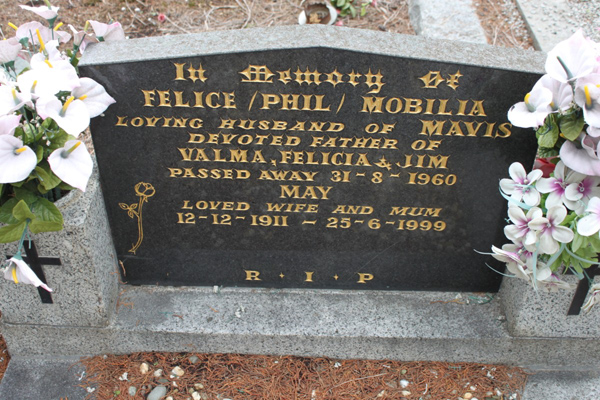 In Memory Of
FELICE /PHIL/ MOBILIA
LOVING HUSBAND OF MAVIS
DEVOTED FATHER OF
VALMA, FELICIA & JIM
PASSED AWAY 31-8-1960
MAY
LOVED WIFE AND MUM
12-12-1911 - 25-6-1999
R · I · P